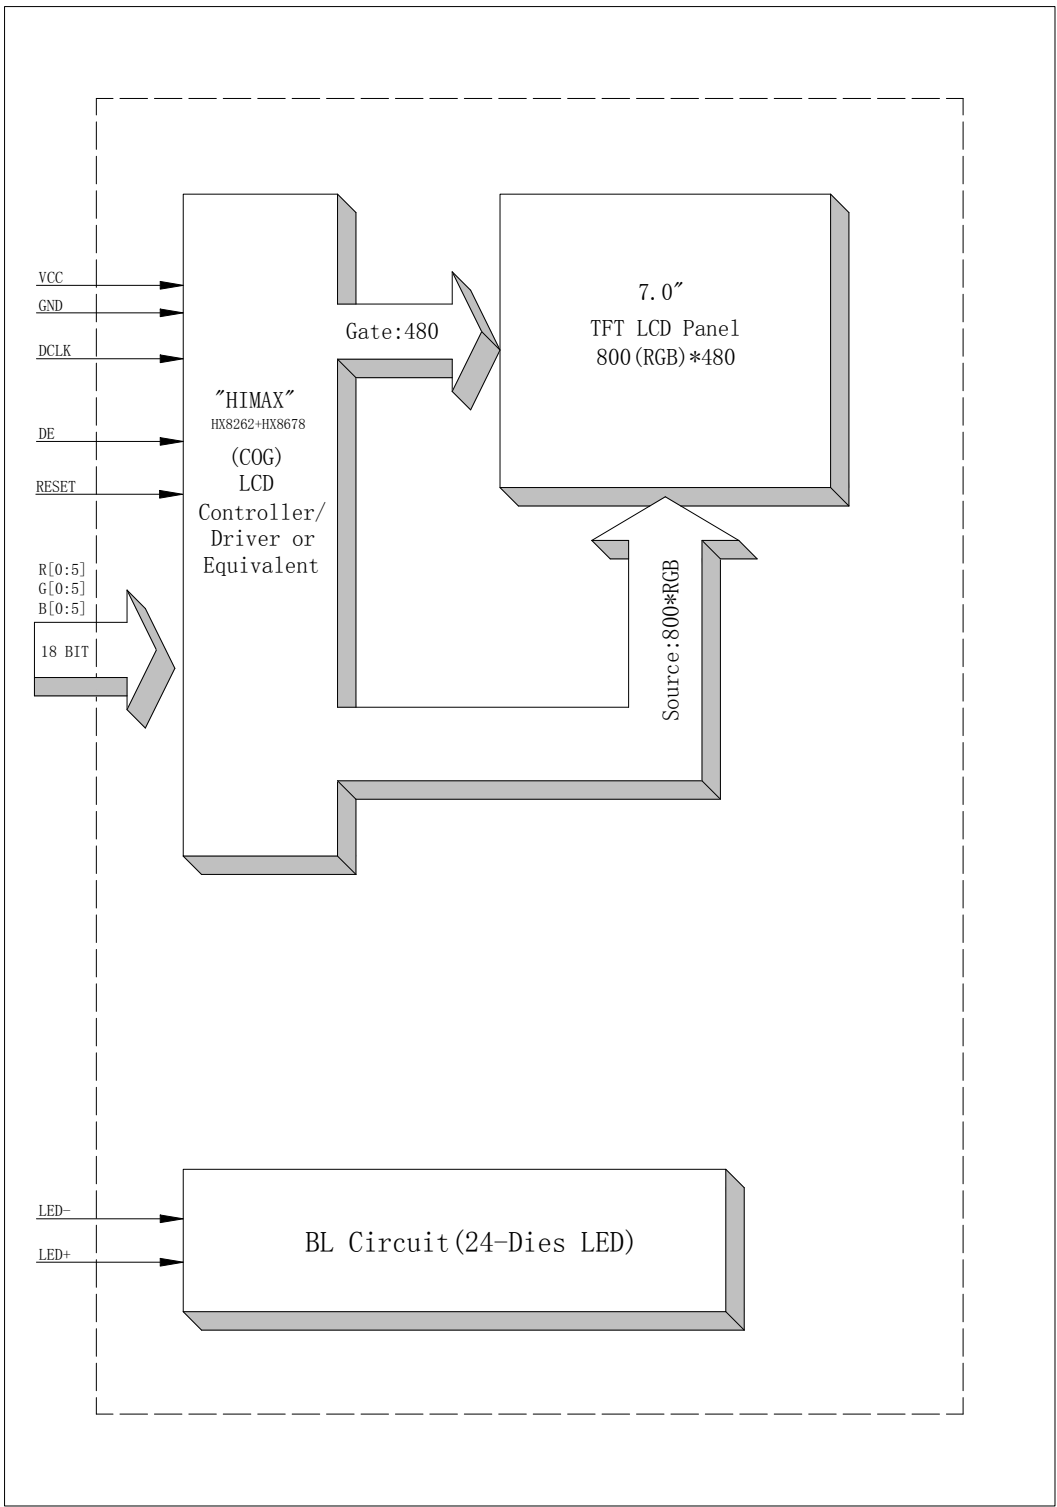 VCC
GND
DCLK
DE
RESET
R[0:5]
G[0:5]
B[0:5]
18 BIT
"HIMAX"
HX8262+HX8678
(COG)
LCD
Controller/
Driver or
Equivalent
Gate:480
7.0"
TFT LCD Panel
800(RGB)*480
Source:800*RGB
LED-
LED+
BL Circuit(24-Dies LED)